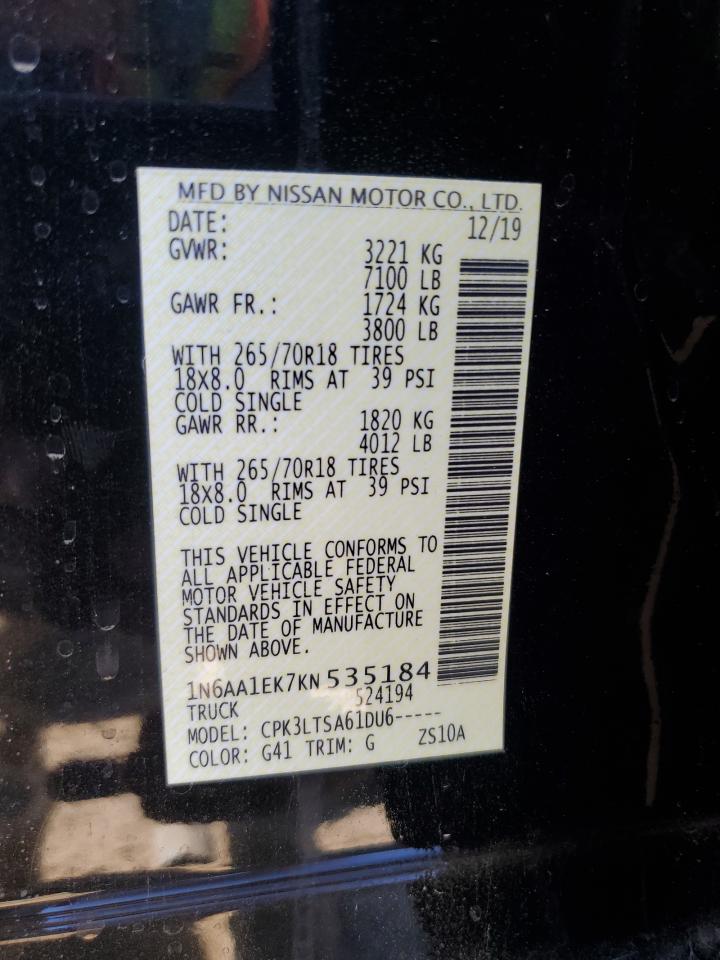 MFD BY NISSAN MOTOR CO., LTD.
DATE: 12/19
GVWR: 3221 KG
7100 LB
GAWR FR.: 1724 KG
3800 LB
WITH 265/70R18 TIRES
18X8.0 RIMS AT 39 PSI
COLD SINGLE
GAWR RR.: 1820 KG
4012 LB
WITH 265/70R18 TIRES
18X8.0 RIMS AT 39 PSI
COLD SINGLE
THIS VEHICLE CONFORMS TO
ALL APPLICABLE FEDERAL
MOTOR VEHICLE SAFETY
STANDARDS IN EFFECT ON
THE DATE OF MANUFACTURE
SHOWN ABOVE.
1N6AA1EK7KN535184
TRUCK 524194
MODEL: CPK3LTSA61DU6-----
COLOR: G41 TRIM: G ZS10A